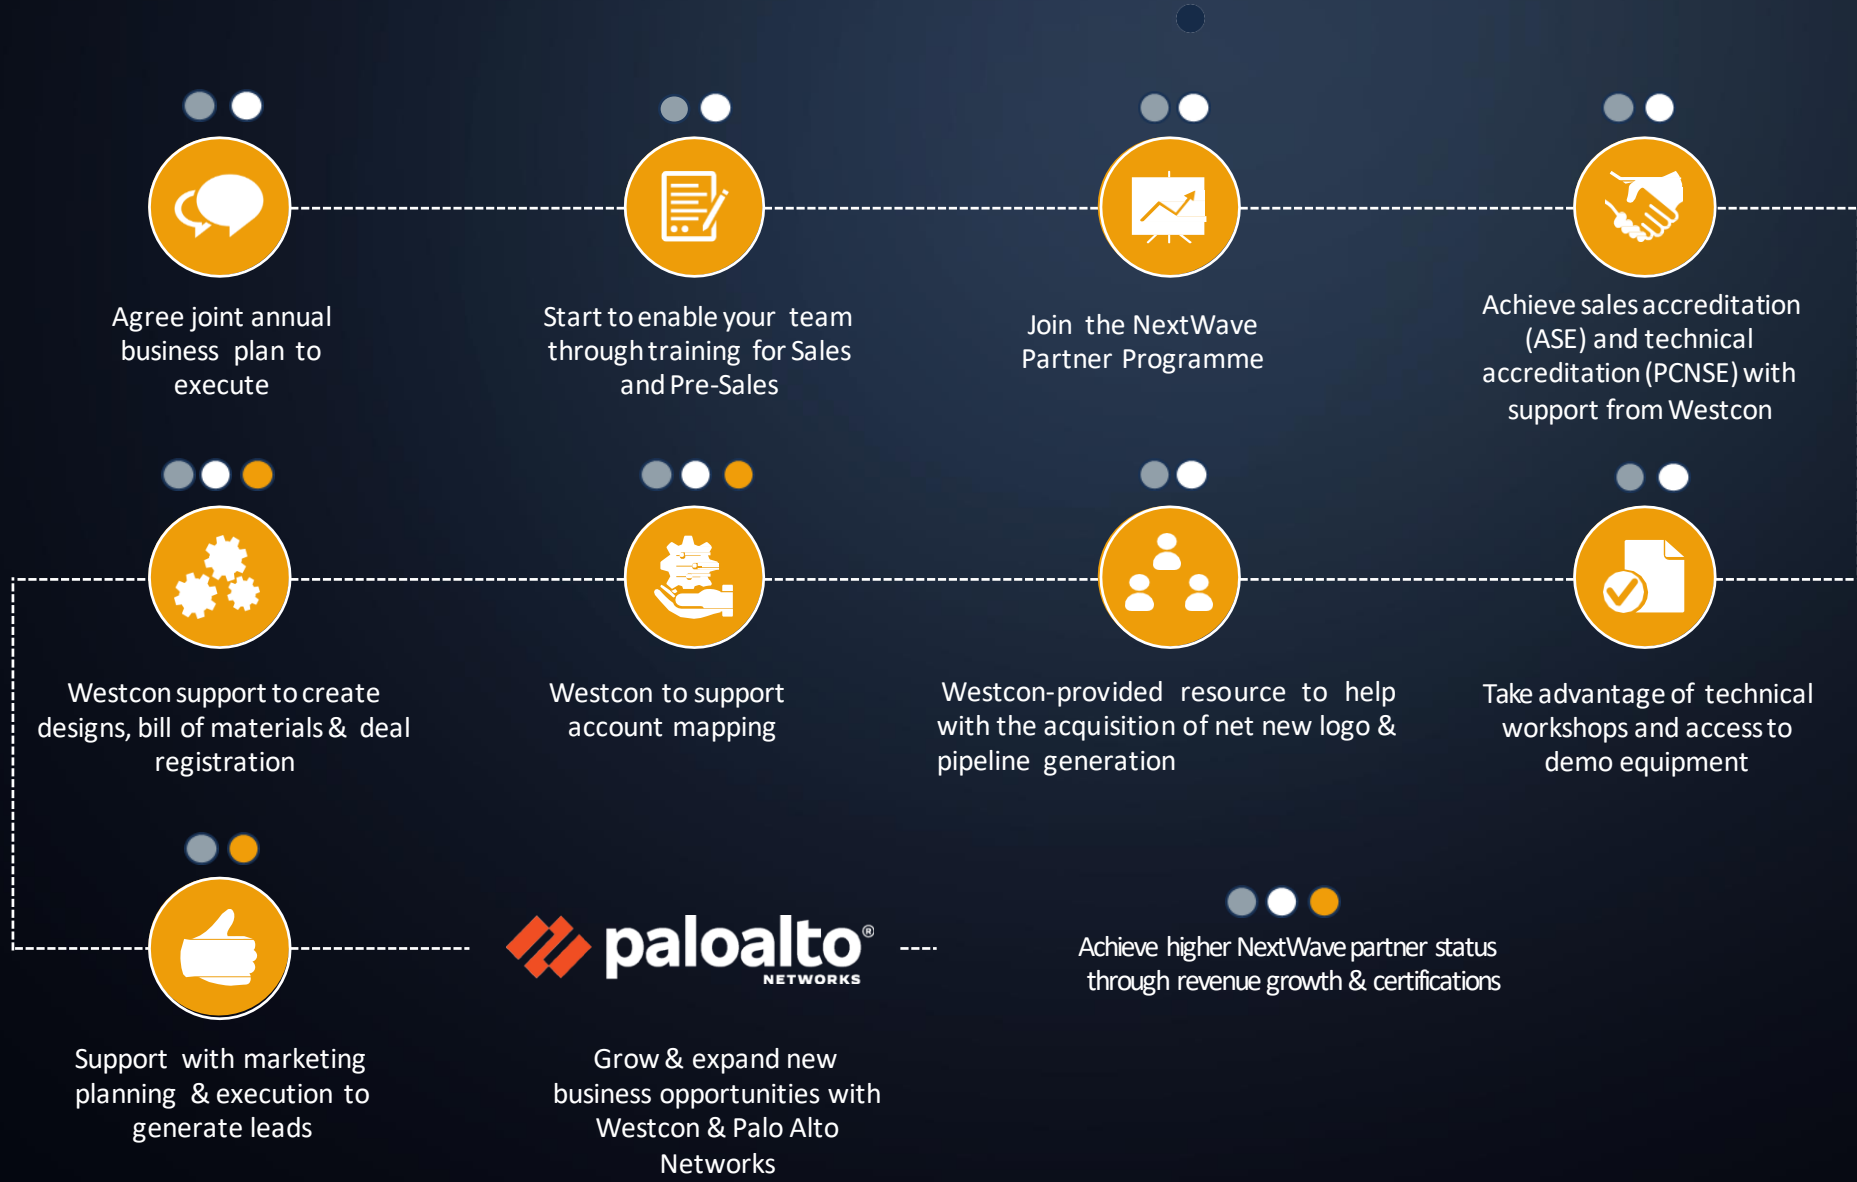 Agree joint annual
business plan to
execute
Start to enable your team
through training for Sales
and Pre-Sales
Join the NextWave
Partner Programme
Achieve sales accreditation
(ASE) and technical
accreditation (PCNSE) with
support from Westcon
Westcon support to create
designs, bill of materials & deal
registration
Westcon to support
account mapping
Westcon-provided resource to help
with the acquisition of net new logo &
pipeline generation
Take advantage of technical
workshops and access to
demo equipment
Support with marketing
planning & execution to
generate leads
paloalto®
NETWORKS
Grow & expand new
business opportunities with
Westcon & Palo Alto
Networks
Achieve higher NextWave partner status
through revenue growth & certifications